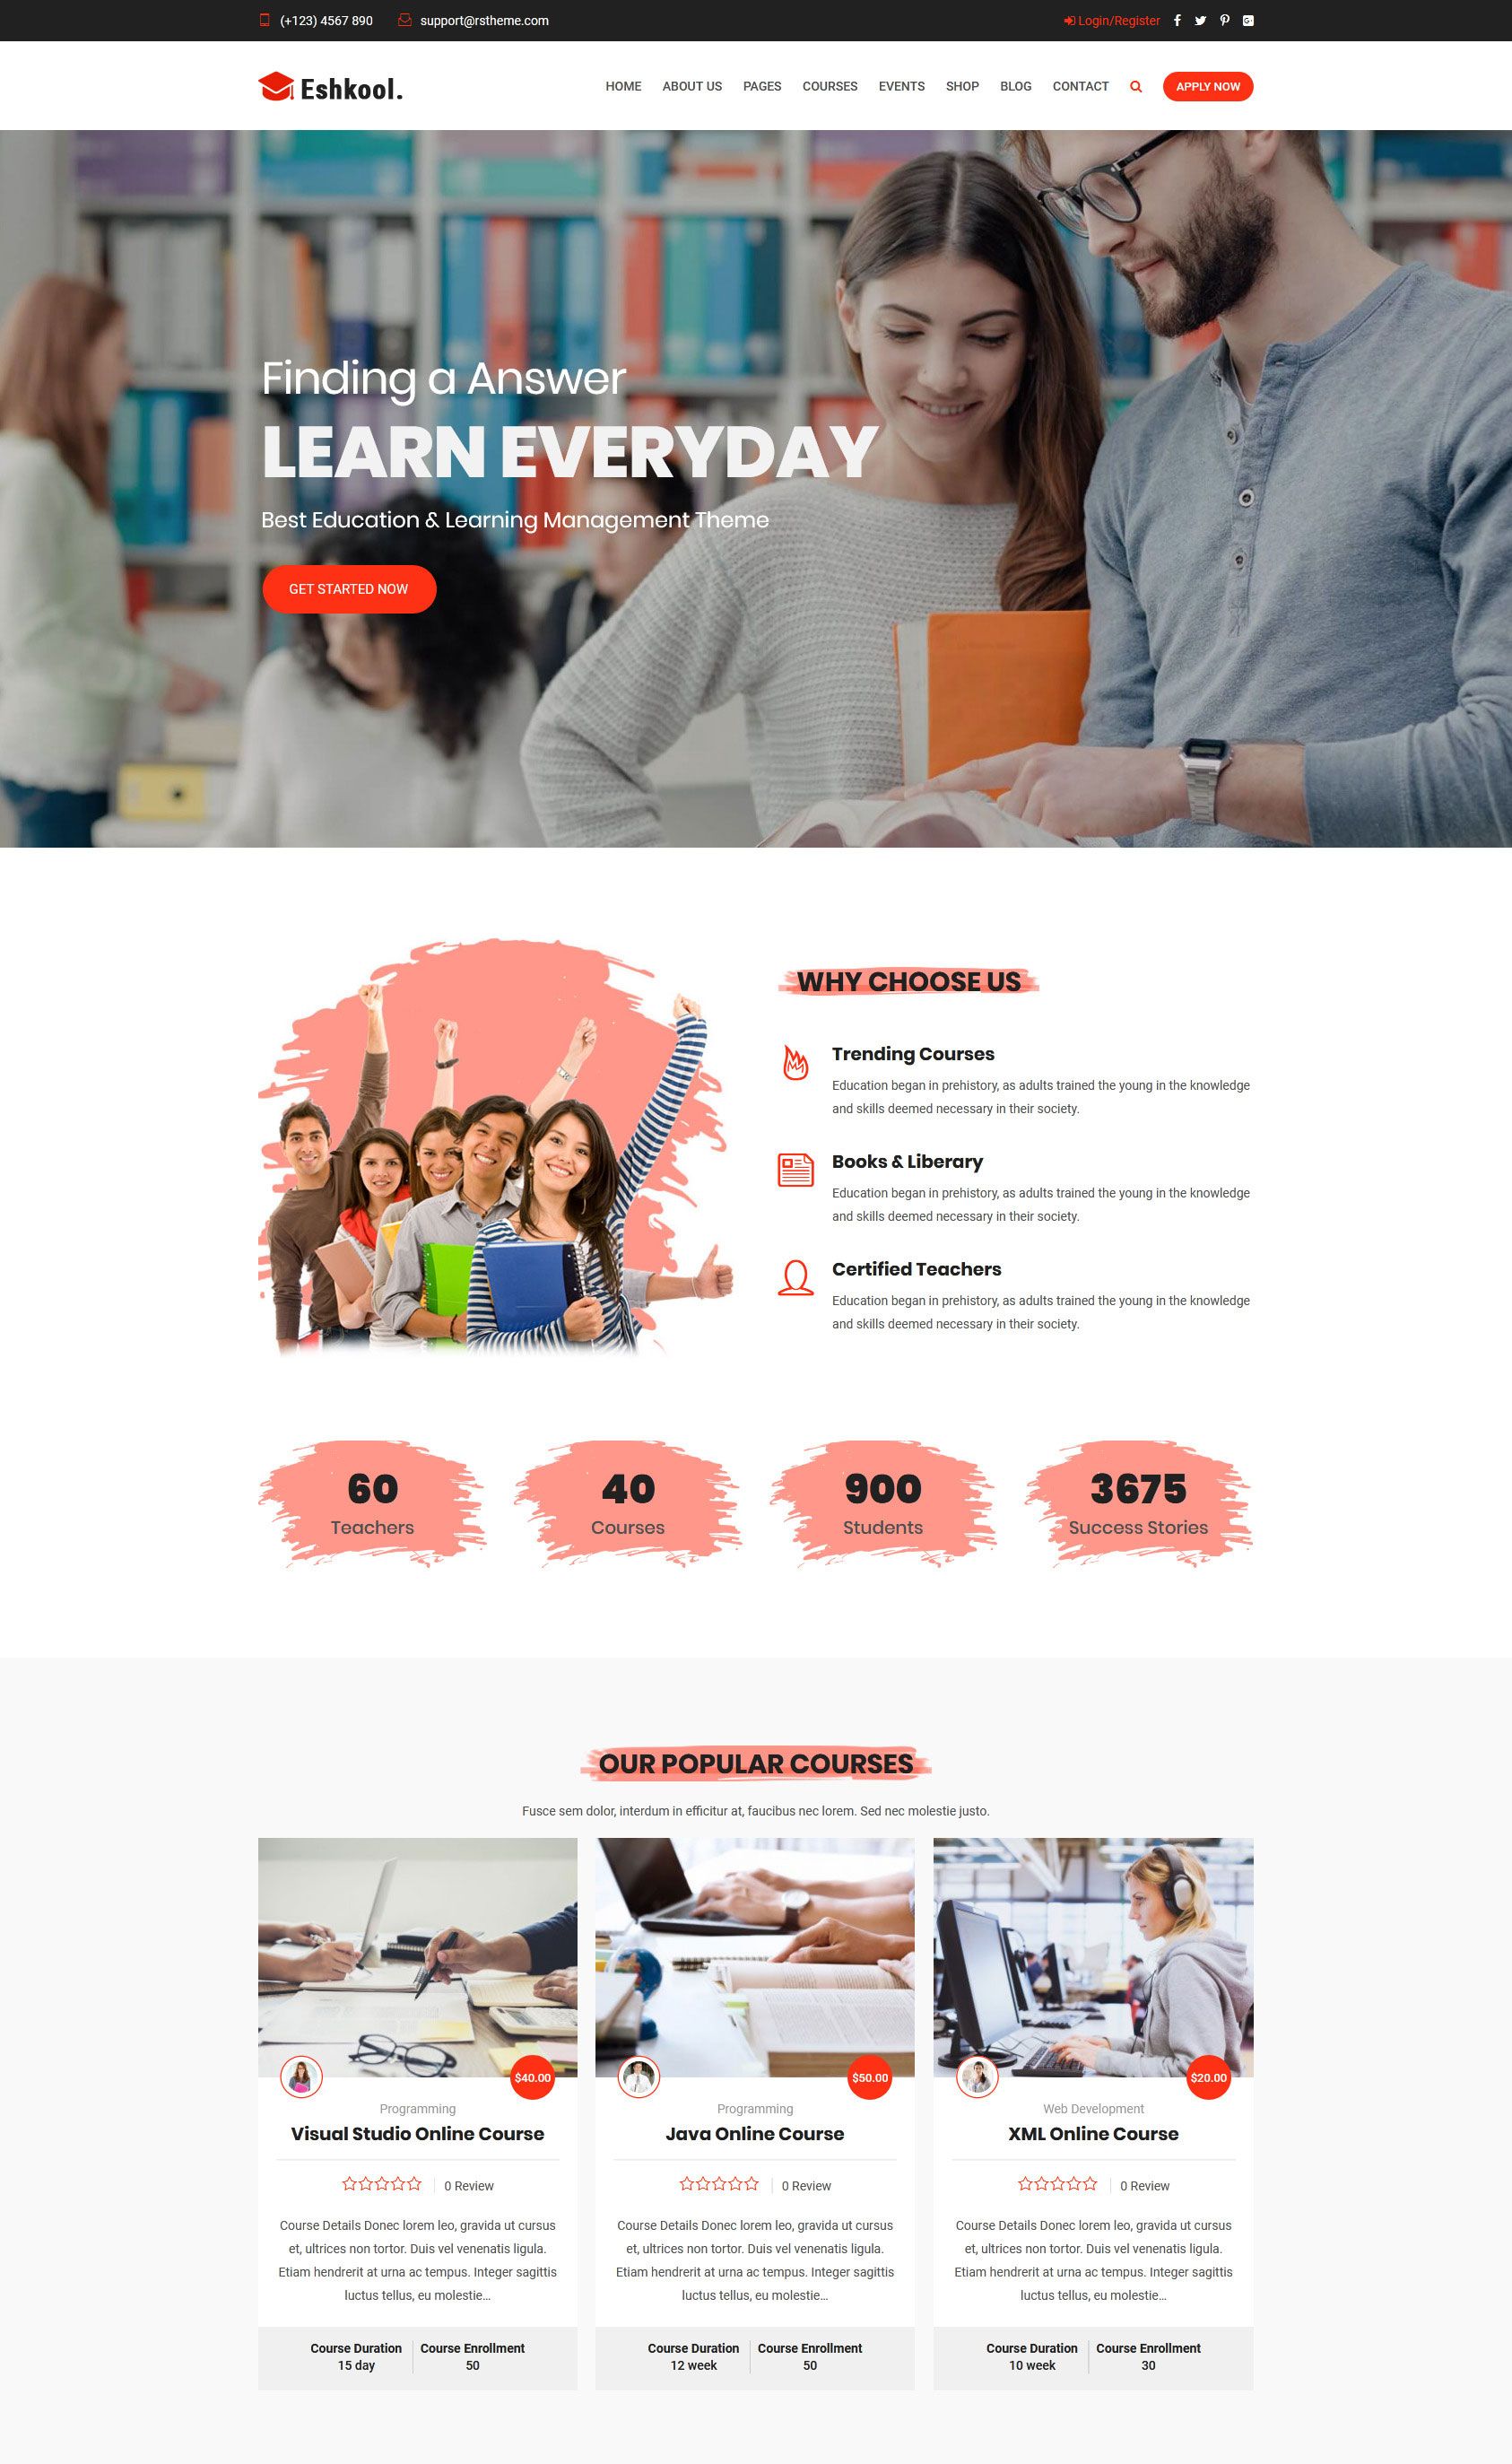 (+123) 4567 890 support@rstheme.com Login/Register
Eshkool.
HOME ABOUT US PAGES COURSES EVENTS SHOP BLOG CONTACT APPLY NOW
Finding a Answer
LEARN EVERYDAY
Best Education & Learning Management Theme
GET STARTED NOW
WHY CHOOSE US
Trending Courses
Education began in prehistory, as adults trained the young in the knowledge
and skills deemed necessary in their society.
Books & Liberary
Education began in prehistory, as adults trained the young in the knowledge
and skills deemed necessary in their society.
Certified Teachers
Education began in prehistory, as adults trained the young in the knowledge
and skills deemed necessary in their society.
60
Teachers
40
Courses
900
Students
3675
Success Stories
OUR POPULAR COURSES
Fusce sem dolor, interdum in efficitur at, faucibus nec lorem. Sed nec molestie justo.
$40.00
Programming
Visual Studio Online Course
0 Review
Course Details Donec lorem leo, gravida ut cursus
et, ultrices non tortor. Duis vel venenatis ligula.
Etiam hendrerit at urna ac tempus. Integer sagittis
luctus tellus, eu molestie...
Course Duration Course Enrollment
15 day 50
$50.00
Programming
Java Online Course
0 Review
Course Details Donec lorem leo, gravida ut cursus
et, ultrices non tortor. Duis vel venenatis ligula.
Etiam hendrerit at urna ac tempus. Integer sagittis
luctus tellus, eu molestie...
Course Duration Course Enrollment
12 week 50
$20.00
Web Development
XML Online Course
0 Review
Course Details Donec lorem leo, gravida ut cursus
et, ultrices non tortor. Duis vel venenatis ligula.
Etiam hendrerit at urna ac tempus. Integer sagittis
luctus tellus, eu molestie...
Course Duration Course Enrollment
10 week 30